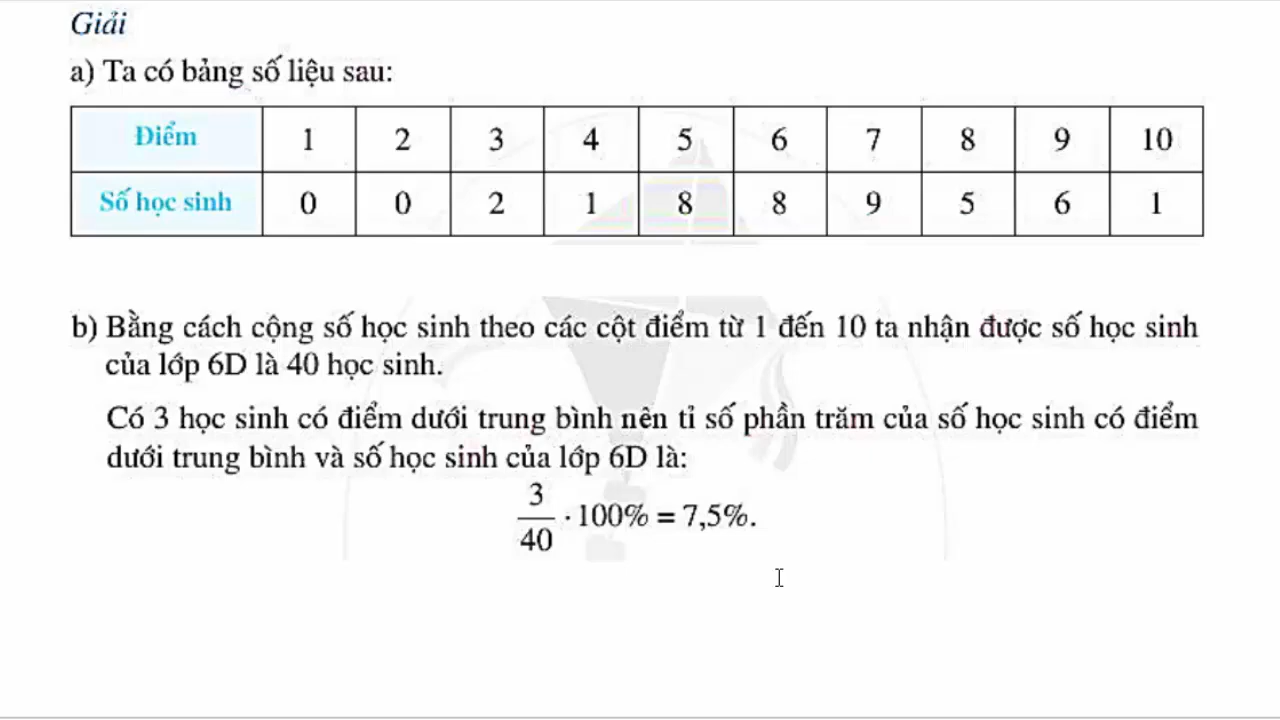 Giải
a) Ta có bảng số liệu sau:
Điểm 1 2 3 4 5 6 7 8 9 10
Số học sinh 0 0 2 1 8 8 9 5 6 1
b) Bằng cách cộng số học sinh theo các cột điểm từ 1 đến 10 ta nhận được số học sinh
của lớp 6D là 40 học sinh.
Có 3 học sinh có điểm dưới trung bình nên tỉ số phần trăm của số học sinh có điểm
dưới trung bình và số học sinh của lớp 6D là:
3/40 · 100% = 7,5%.